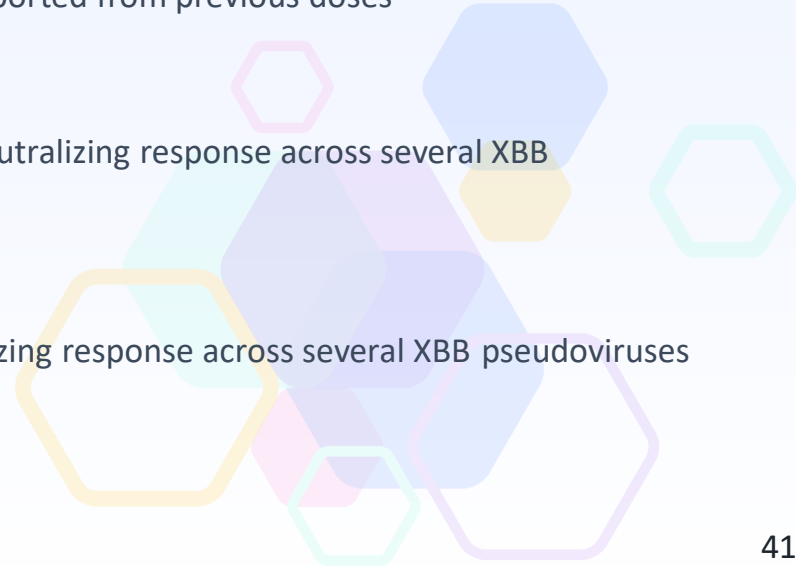 ported from previous doses
utralizing response across several XBB
zing response across several XBB pseudoviruses
41